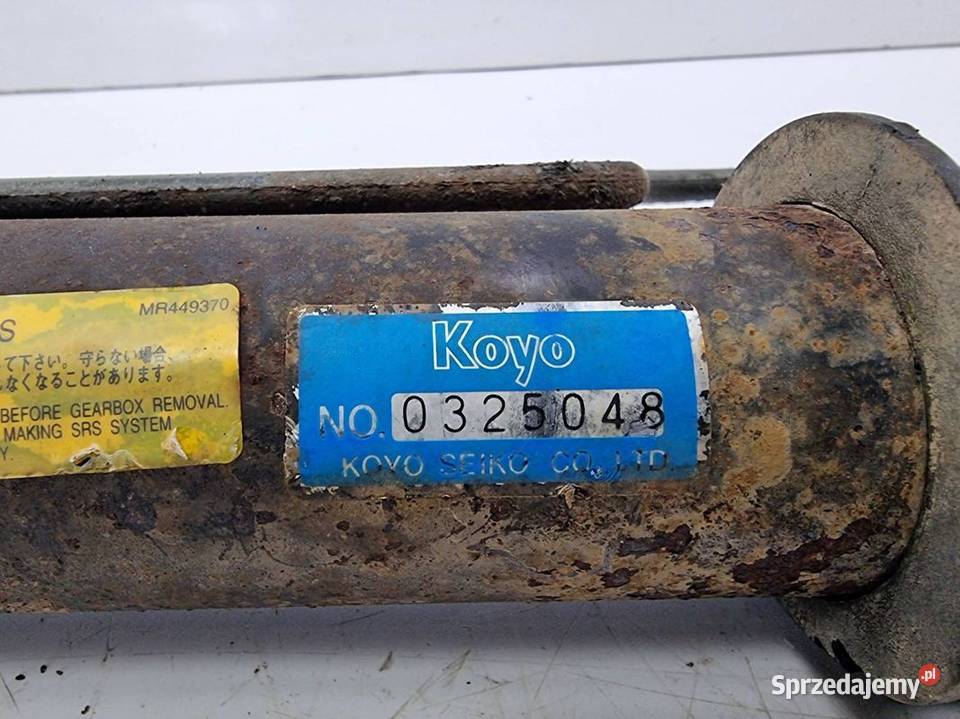 MR449370
S
て下さい。守らない場合、
なくなることがあります。
BEFORE GEARBOX REMOVAL.
MAKING SRS SYSTEM
Y.
Koyo
NO. 0325048
KOYO SEIKO CO., LTD.
Sprzedajemy.pl